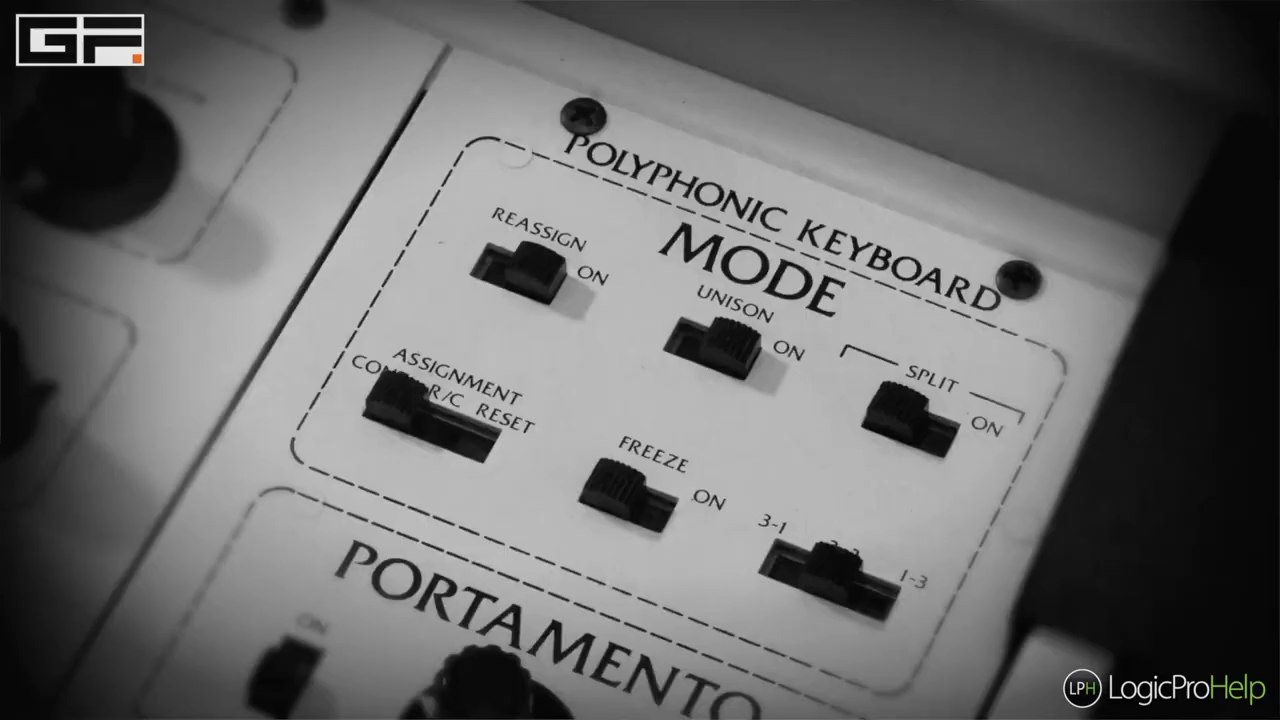 GF.
POLYPHONIC KEYBOARD
MODE
REASSIGN
ON
UNISON
ON
SPLIT
ON
ASSIGNMENT
R/C RESET
FREEZE
ON
3-1
1-3
PORTAMENTO
ON
LPH LogicProHelp